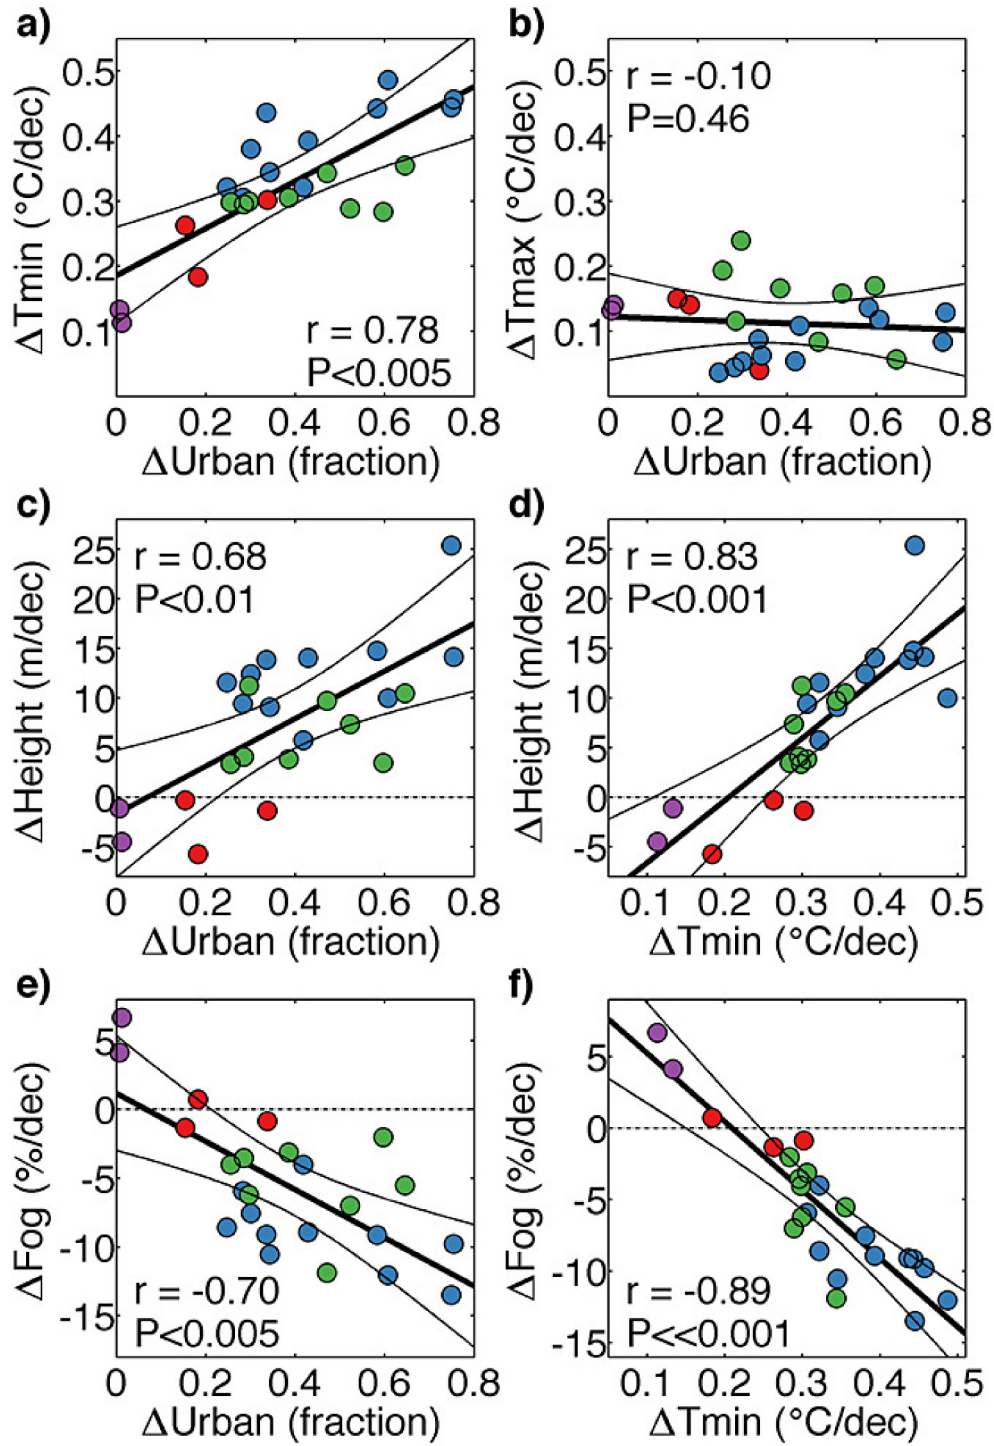 a)
ΔTmin (°C/dec)
0.5
0.4
0.3
0.2
0.1
r = 0.78
P<0.005
0 0.2 0.4 0.6 0.8
ΔUrban (fraction)
b)
ΔTmax (°C/dec)
r = -0.10
P=0.46
0.5
0.4
0.3
0.2
0.1
0 0.2 0.4 0.6 0.8
ΔUrban (fraction)
c)
ΔHeight (m/dec)
r = 0.68
P<0.01
25
20
15
10
5
0
-5
0 0.2 0.4 0.6 0.8
ΔUrban (fraction)
d)
ΔHeight (m/dec)
r = 0.83
P<0.001
25
20
15
10
5
0
-5
0.1 0.2 0.3 0.4 0.5
ΔTmin (°C/dec)
e)
ΔFog (%/dec)
5
0
-5
-10
-15
r = -0.70
P<0.005
0 0.2 0.4 0.6 0.8
ΔUrban (fraction)
f)
ΔFog (%/dec)
5
0
-5
-10
-15
r = -0.89
P<<0.001
0.1 0.2 0.3 0.4 0.5
ΔTmin (°C/dec)